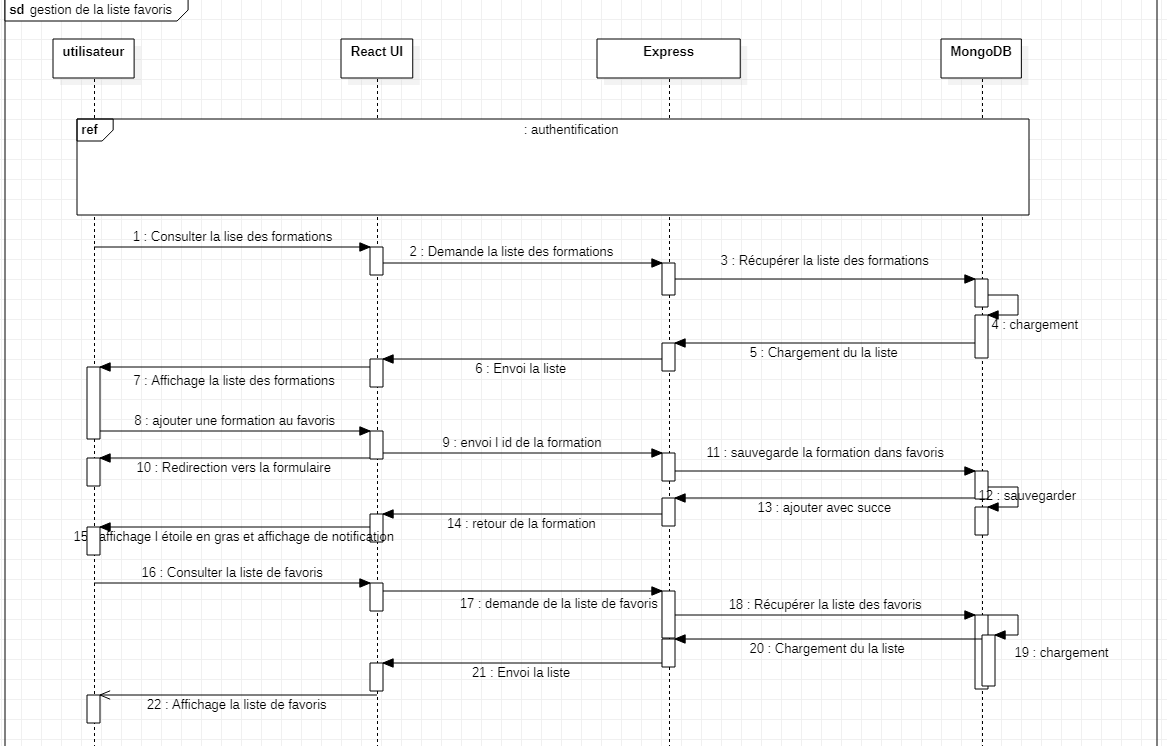 sd gestion de la liste favoris
utilisateur
React UI
Express
MongoDB
ref
: authentification
1 : Consulter la lise des formations
2 : Demande la liste des formations
3 : Récupérer la liste des formations
4 : chargement
5 : Chargement du la liste
6 : Envoi la liste
7 : Affichage la liste des formations
8 : ajouter une formation au favoris
9 : envoi l id de la formation
10 : Redirection vers la formulaire
11 : sauvegarde la formation dans favoris
12 : sauvegarder
13 : ajouter avec succe
14 : retour de la formation
15 : affichage l étoile en gras et affichage de notification
16 : Consulter la liste de favoris
17 : demande de la liste de favoris
18 : Récupérer la liste des favoris
19 : chargement
20 : Chargement du la liste
21 : Envoi la liste
22 : Affichage la liste de favoris